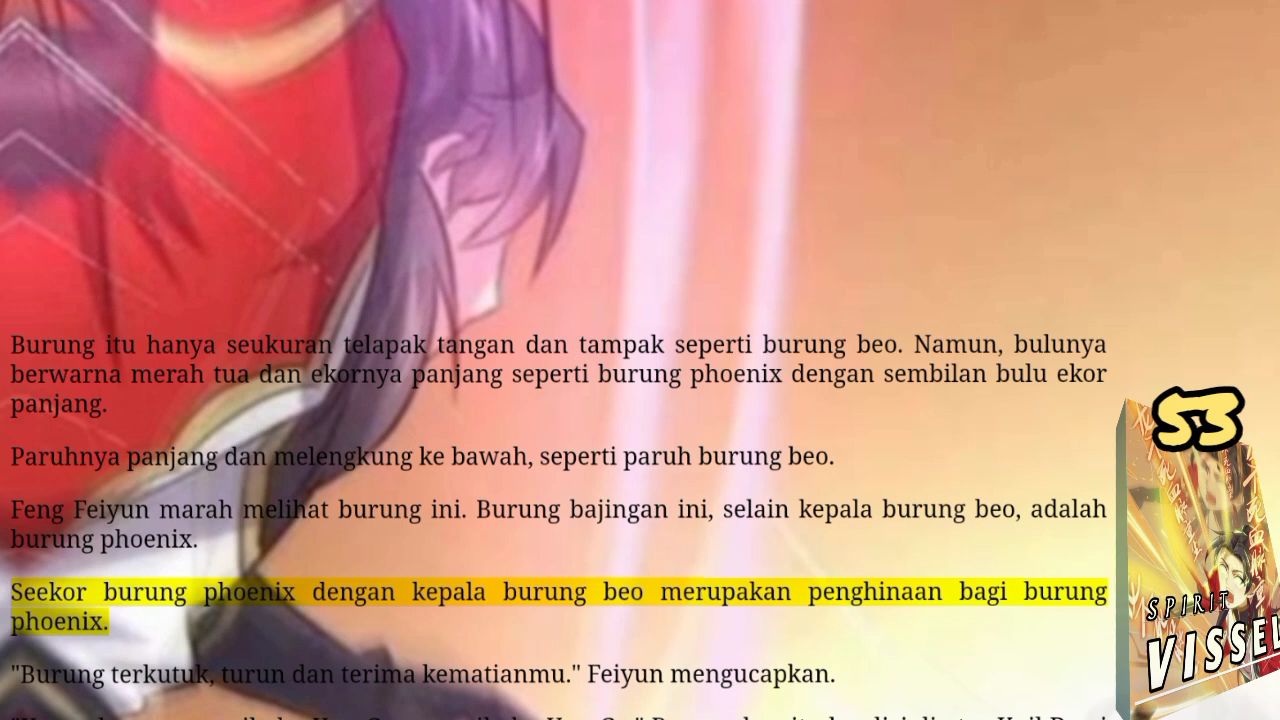 Burung itu hanya seukuran telapak tangan dan tampak seperti burung beo. Namun, bulunya
berwarna merah tua dan ekornya panjang seperti burung phoenix dengan sembilan bulu ekor
panjang.
Paruhnya panjang dan melengkung ke bawah, seperti paruh burung beo.
Feng Feiyun marah melihat burung ini. Burung bajingan ini, selain kepala burung beo, adalah
burung phoenix.
Seekor burung phoenix dengan kepala burung beo merupakan penghinaan bagi burung
phoenix.
"Burung terkutuk, turun dan terima kematianmu." Feiyun mengucapkan.
53
SPIRIT
VISSEL